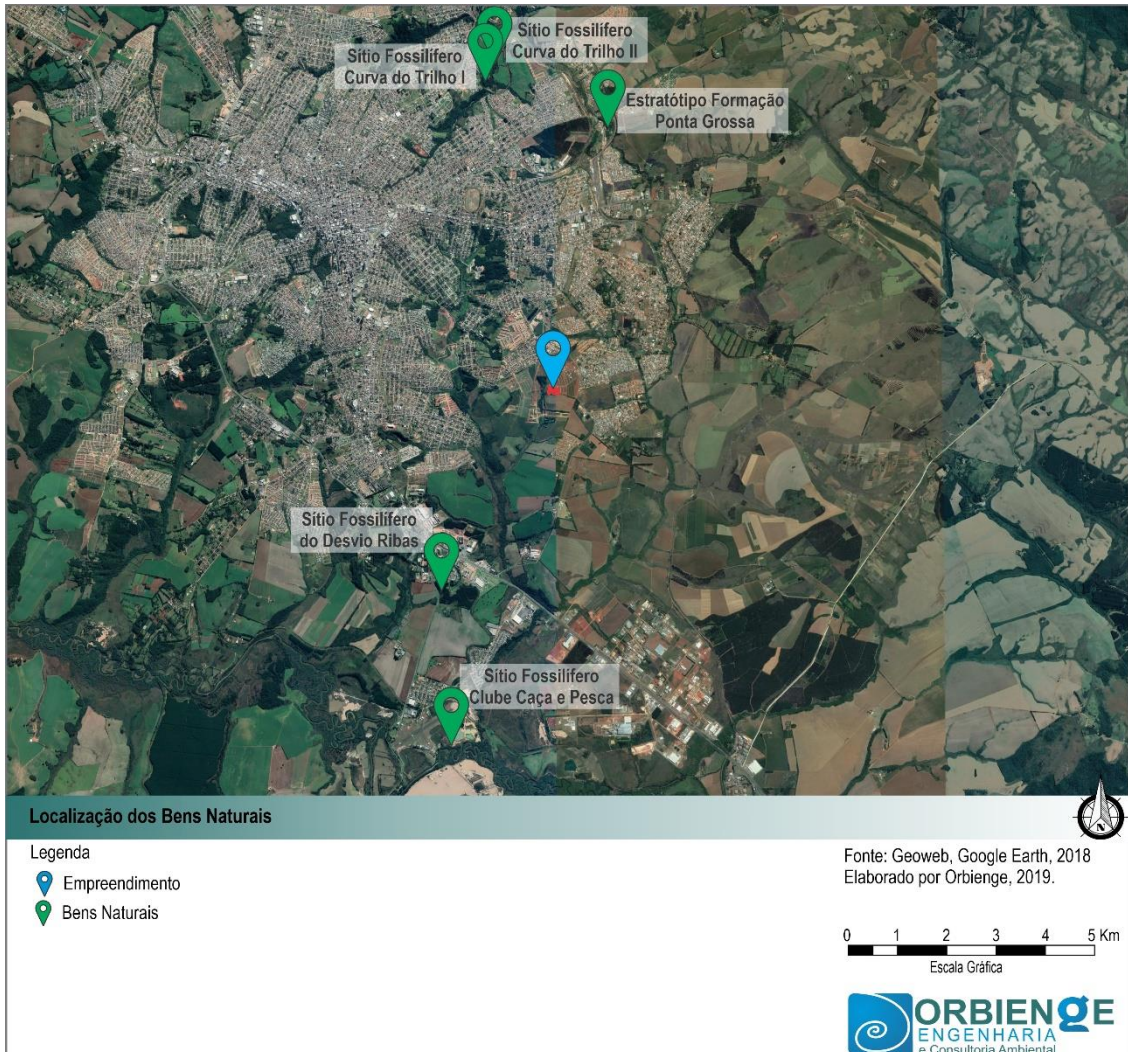 Sítio Fossilífero
Curva do Trilho II
Sítio Fossilífero
Curva do Trilho I
Estratótipo Formação
Ponta Grossa
Sítio Fossilífero
do Desvio Ribas
Sítio Fossilífero
Clube Caça e Pesca
Localização dos Bens Naturais
N
Legenda
Empreendimento
Bens Naturais
Fonte: Geoweb, Google Earth, 2018
Elaborado por Orbienge, 2019.
0 1 2 3 4 5 Km
Escala Gráfica
ORBIENGE
ENGENHARIA
e Consultoria Ambiental